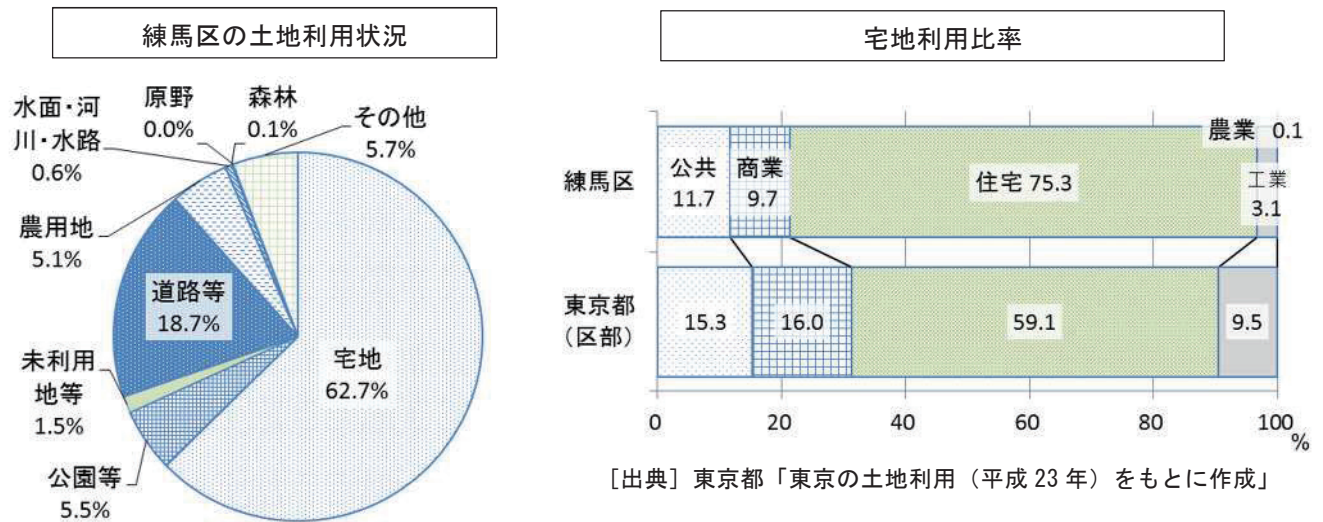 練馬区の土地利用状況
水面・河
川・水路
0.6%
原野
0.0%
森林
0.1%
その他
5.7%
農用地
5.1%
道路等
18.7%
未利用
地等
1.5%
公園等
5.5%
宅地
62.7%
宅地利用比率
練馬区
公共
11.7
商業
9.7
住宅 75.3
農業 0.1
工業
3.1
東京都
（区部）
15.3
16.0
59.1
9.5
0 20 40 60 80 100
%
［出典］東京都「東京の土地利用（平成 23 年）をもとに作成」